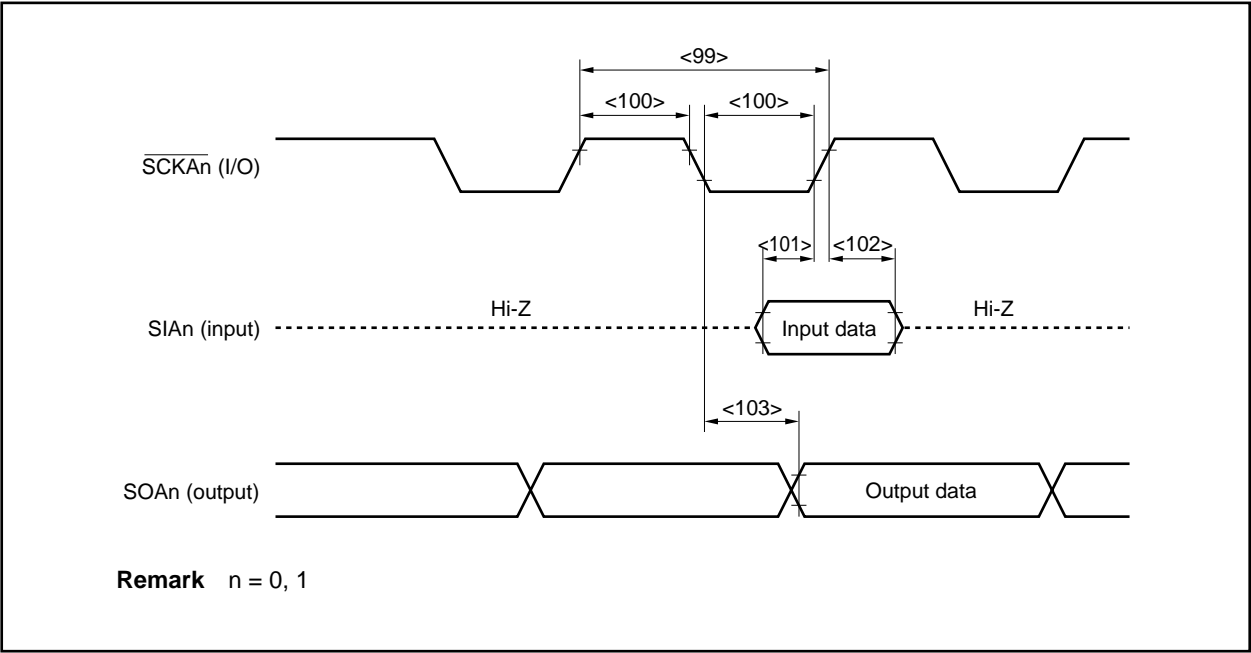 <99>
<100> <100>
SCKAn (I/O)
<101> <102>
Hi-Z Hi-Z
SIAn (input) Input data
<103>
SOAn (output) Output data
Remark n = 0, 1